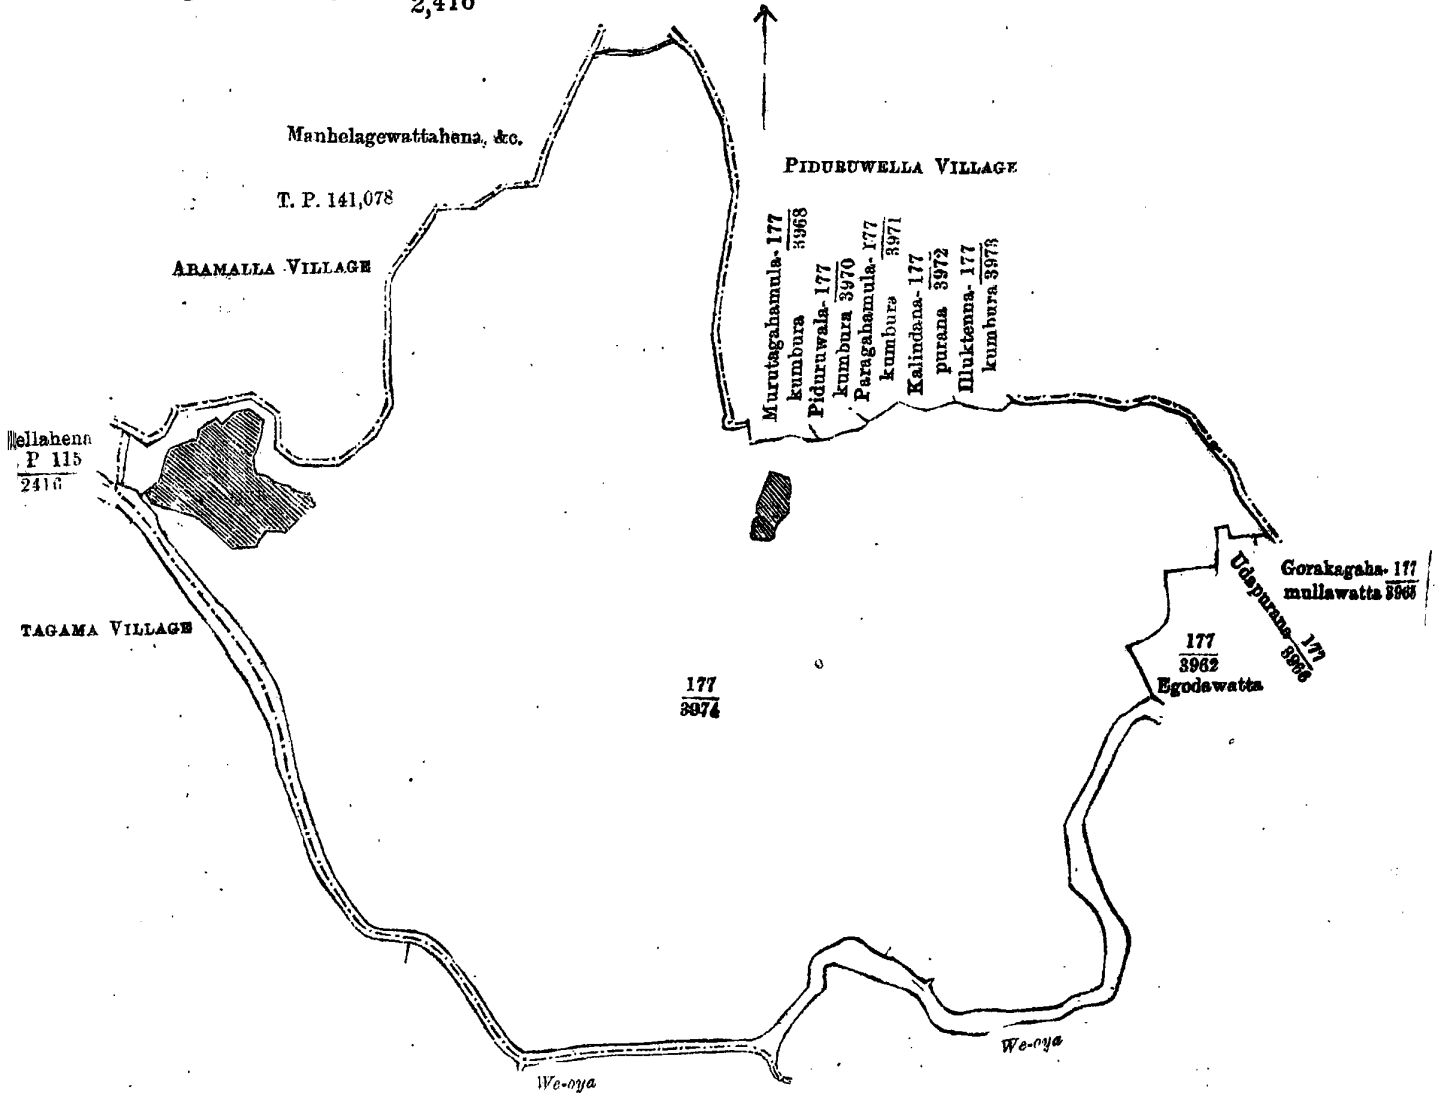 2,416
Manhelagewattahena, &c.
T. P. 141,078
ARAMALLA VILLAGE
PIDURUWELLA VILLAGE
Murutagahamula- 177
kumbura 3968
Piduruwala- 177
kumbura 3970
Paragahamula- 177
kumbura 3971
Kalindana- 177
purana 3972
Illuktenna- 177
kumbura 3973
ellahena
P 115
2416
TAGAMA VILLAGE
Gorakagaha- 177
mullawatta
Udapurana 177
3966
177
3962
Egodawatta
177
3974
We-oya
We-oya